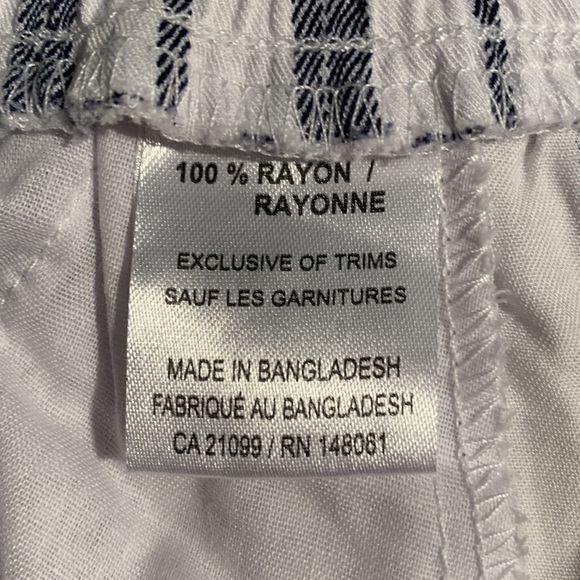 100 % RAYON /
RAYONNE
EXCLUSIVE OF TRIMS
SAUF LES GARNITURES
MADE IN BANGLADESH
FABRIQUÉ AU BANGLADESH
CA 21099 / RN 148061